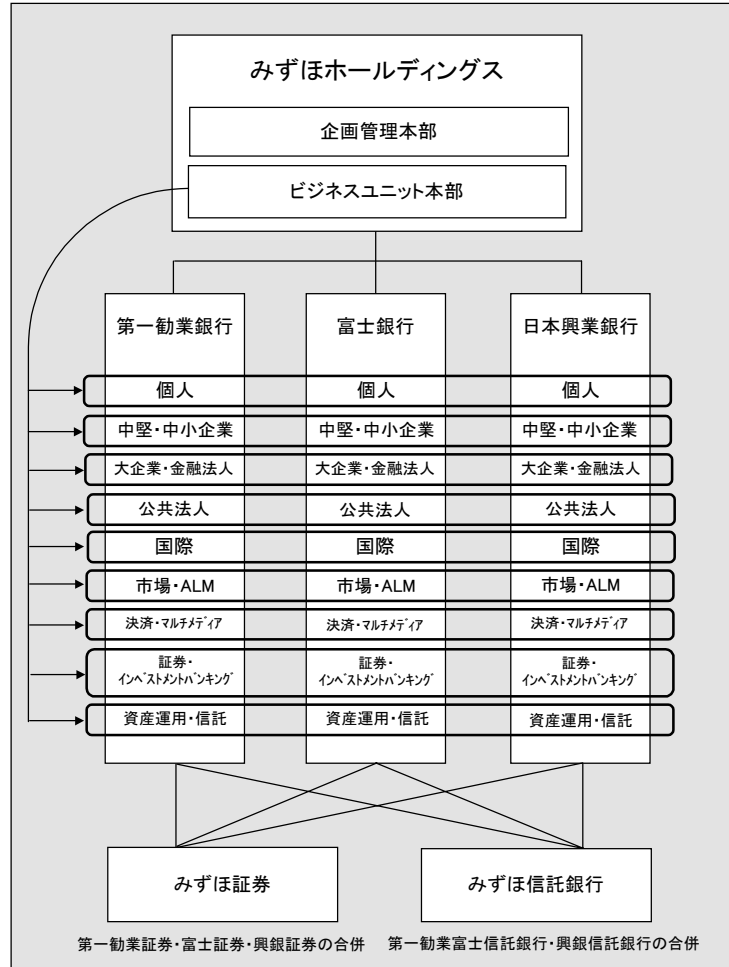 みずほホールディングス
企画管理本部
ビジネスユニット本部
第一勧業銀行 富士銀行 日本興業銀行
個人 個人 個人
中堅・中小企業 中堅・中小企業 中堅・中小企業
大企業・金融法人 大企業・金融法人 大企業・金融法人
公共法人 公共法人 公共法人
国際 国際 国際
市場・ALM 市場・ALM 市場・ALM
決済・ﾏﾙﾁﾒﾃﾞｨｱ 決済・ﾏﾙﾁﾒﾃﾞｨｱ 決済・ﾏﾙﾁﾒﾃﾞｨｱ
証券・ 証券・ 証券・
ｲﾝﾍﾞｽﾄﾒﾝﾄﾊﾞﾝｷﾝｸﾞ ｲﾝﾍﾞｽﾄﾒﾝﾄﾊﾞﾝｷﾝｸﾞ ｲﾝﾍﾞｽﾄﾒﾝﾄﾊﾞﾝｷﾝｸﾞ
資産運用・信託 資産運用・信託 資産運用・信託
みずほ証券 みずほ信託銀行
第一勧業証券・富士証券・興銀証券の合併 第一勧業富士信託銀行・興銀信託銀行の合併